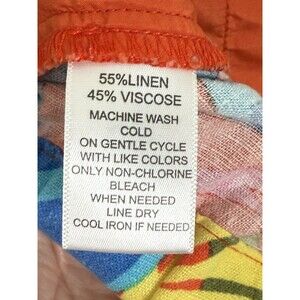 55%LINEN
45% VISCOSE
MACHINE WASH
COLD
ON GENTLE CYCLE
WITH LIKE COLORS
ONLY NON-CHLORINE
BLEACH
WHEN NEEDED
LINE DRY
COOL IRON IF NEEDED